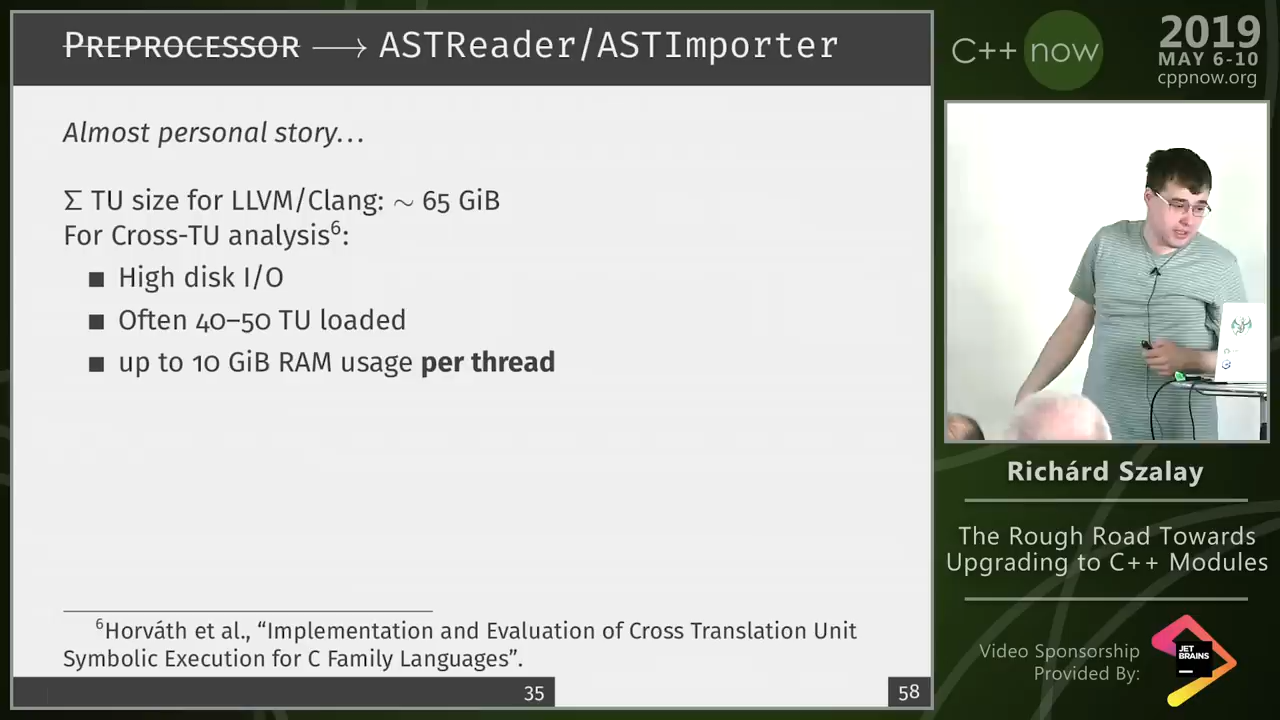 PREPROCESSOR ⟶ ASTReader/ASTImporter
Almost personal story…
Σ TU size for LLVM/Clang: ∼ 65 GiB
For Cross-TU analysis⁶:
■ High disk I/O
■ Often 40–50 TU loaded
■ up to 10 GiB RAM usage per thread
⁶Horváth et al., “Implementation and Evaluation of Cross Translation Unit
Symbolic Execution for C Family Languages”.
35
58
C++ now
2019
MAY 6-10
cppnow.org
Richárd Szalay
The Rough Road Towards
Upgrading to C++ Modules
Video Sponsorship
Provided By:
JET
BRAINS